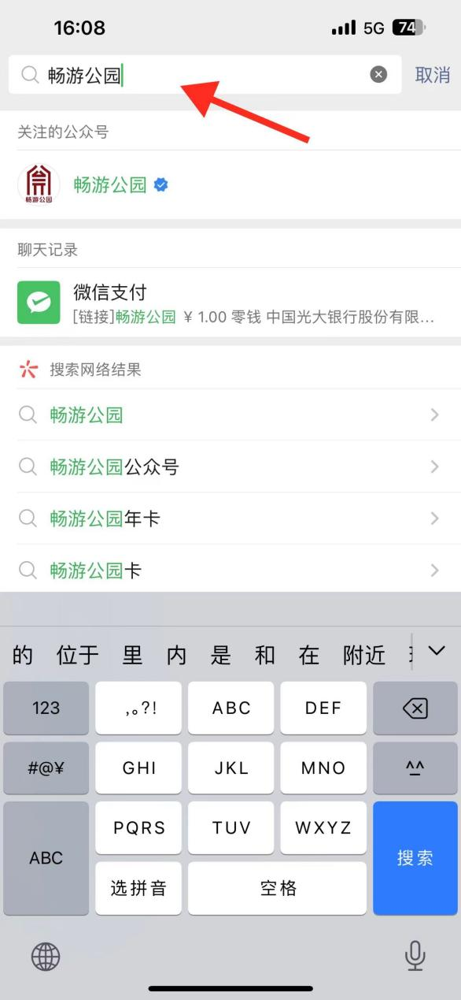 16:08
5G 74
畅游公园
取消
关注的公众号
畅游公园
畅游公园
聊天记录
微信支付
[链接]畅游公园 ¥ 1.00 零钱 中国光大银行股份有限...
搜索网络结果
畅游公园
畅游公园公众号
畅游公园年卡
畅游公园卡
的 位于 里 内 是 和 在 附近
123 ,。?! ABC DEF
#@¥ GHI JKL MNO ^^
ABC PQRS TUV WXYZ 搜索
选拼音 空格